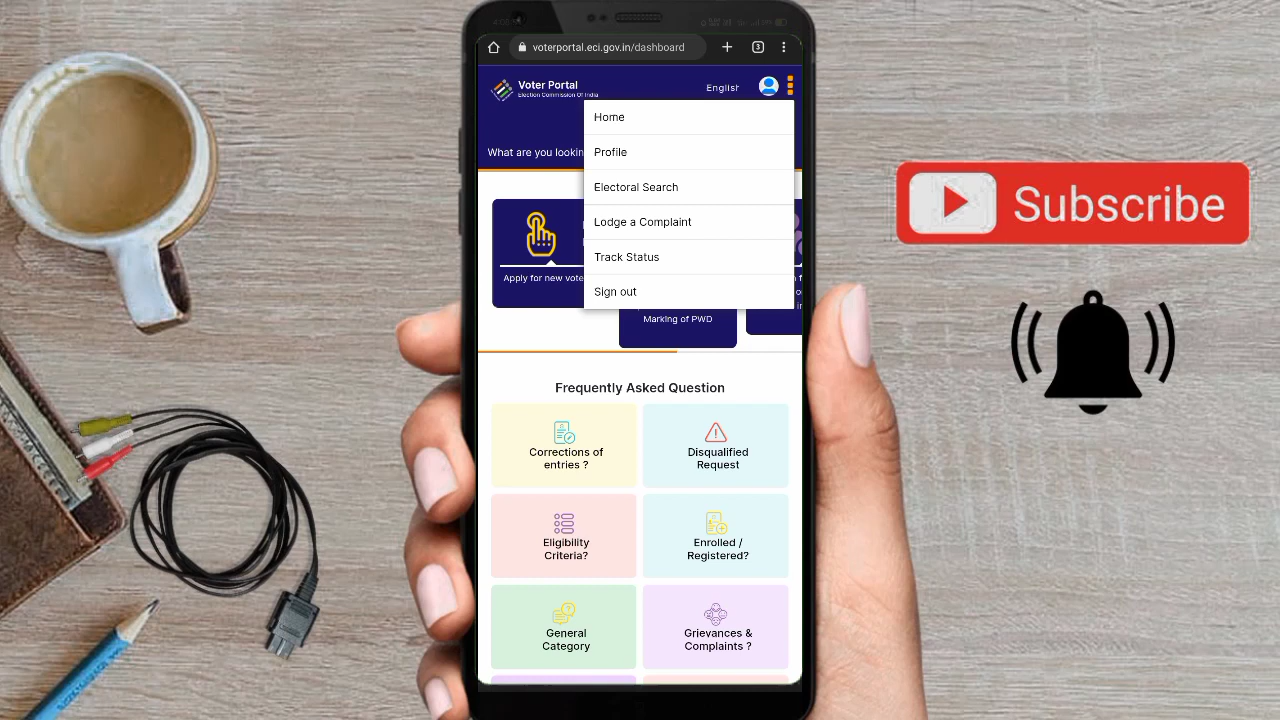 voterportal.eci.gov.in/dashboard
3
Voter Portal
Election Commission Of India
English
What are you lookin
Home
Profile
Electoral Search
Lodge a Complaint
Track Status
Sign out
Apply for new vote
Marking of PWD
Frequently Asked Question
Corrections of
entries ?
Disqualified
Request
Eligibility
Criteria?
Enrolled /
Registered?
General
Category
Grievances &
Complaints ?
Subscribe